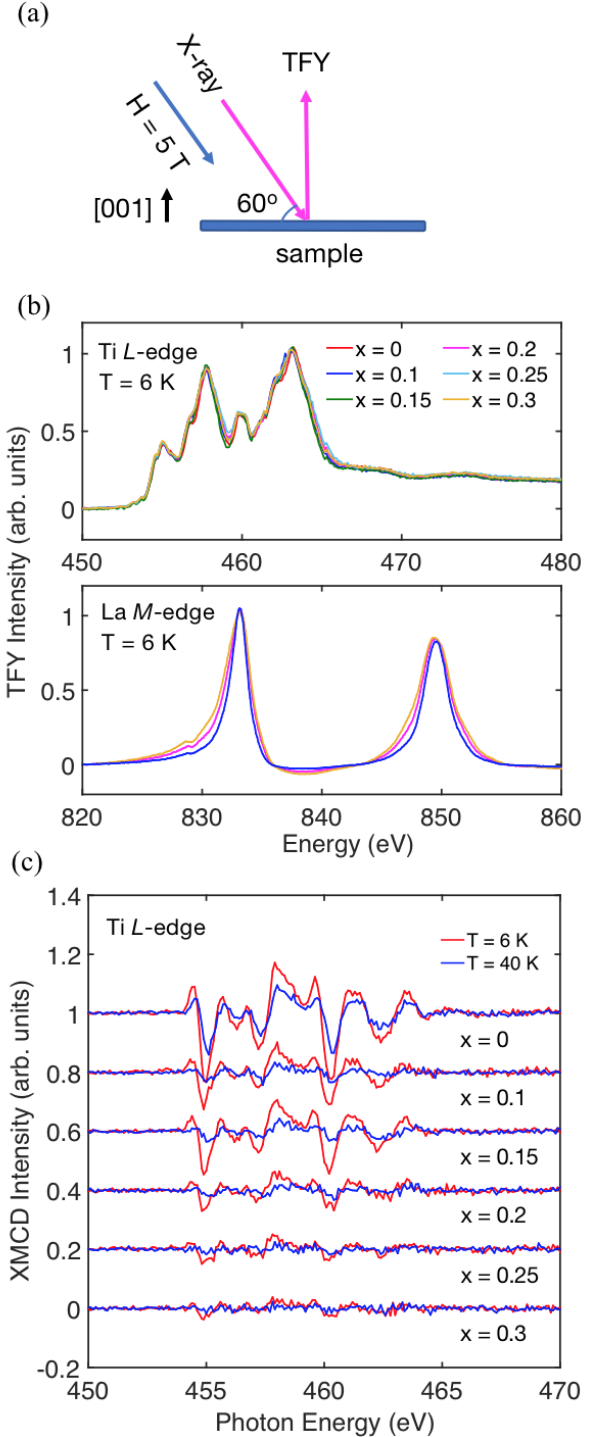 (a)
X-ray
TFY
H = 5 T
[001]
60°
sample
(b)
Ti L-edge
T = 6 K
x = 0
x = 0.2
x = 0.1
x = 0.25
x = 0.15
x = 0.3
1
0.5
0
450
460
470
480
TFY Intensity (arb. units)
La M-edge
T = 6 K
1
0.5
0
820
830
840
850
860
Energy (eV)
(c)
1.4
Ti L-edge
T = 6 K
T = 40 K
1.2
1
x = 0
0.8
x = 0.1
0.6
x = 0.15
0.4
x = 0.2
0.2
x = 0.25
0
x = 0.3
-0.2
XMCD Intensity (arb. units)
450
455
460
465
470
Photon Energy (eV)